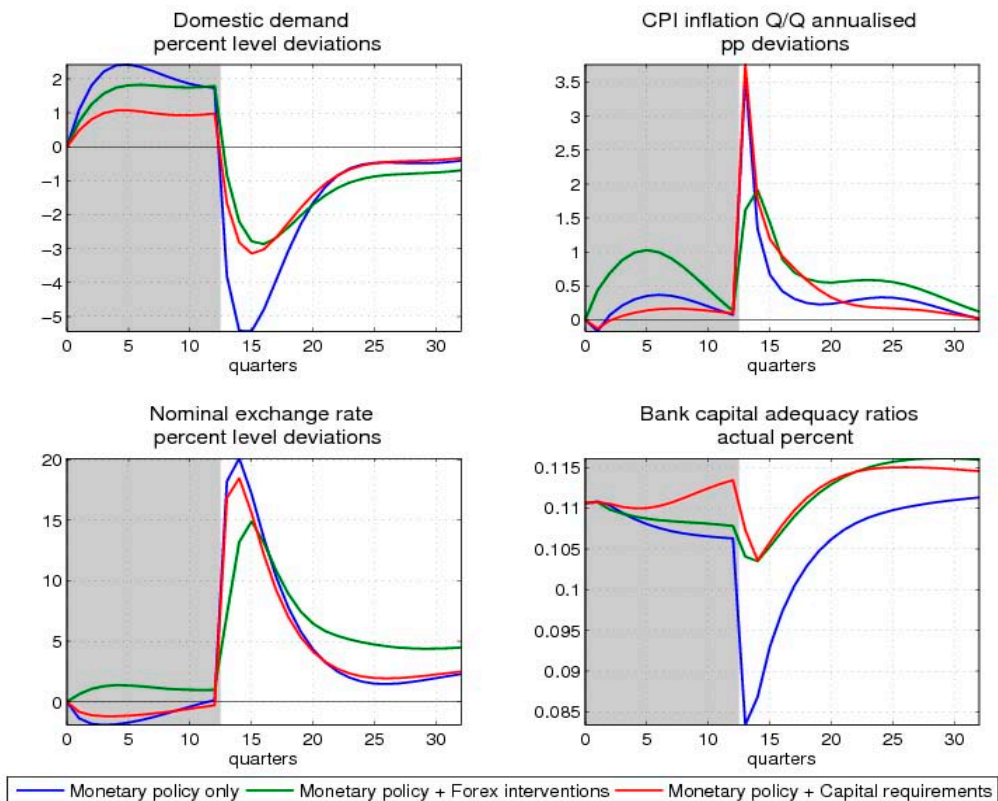 Domestic demand
percent level deviations
2
1
0
−1
−2
−3
−4
−5
0 5 10 15 20 25 30
quarters
CPI inflation Q/Q annualised
pp deviations
3.5
3
2.5
2
1.5
1
0.5
0
0 5 10 15 20 25 30
quarters
Nominal exchange rate
percent level deviations
20
15
10
5
0
0 5 10 15 20 25 30
quarters
Bank capital adequacy ratios
actual percent
0.115
0.11
0.105
0.1
0.095
0.09
0.085
0 5 10 15 20 25 30
quarters
Monetary policy only Monetary policy + Forex interventions Monetary policy + Capital requirements